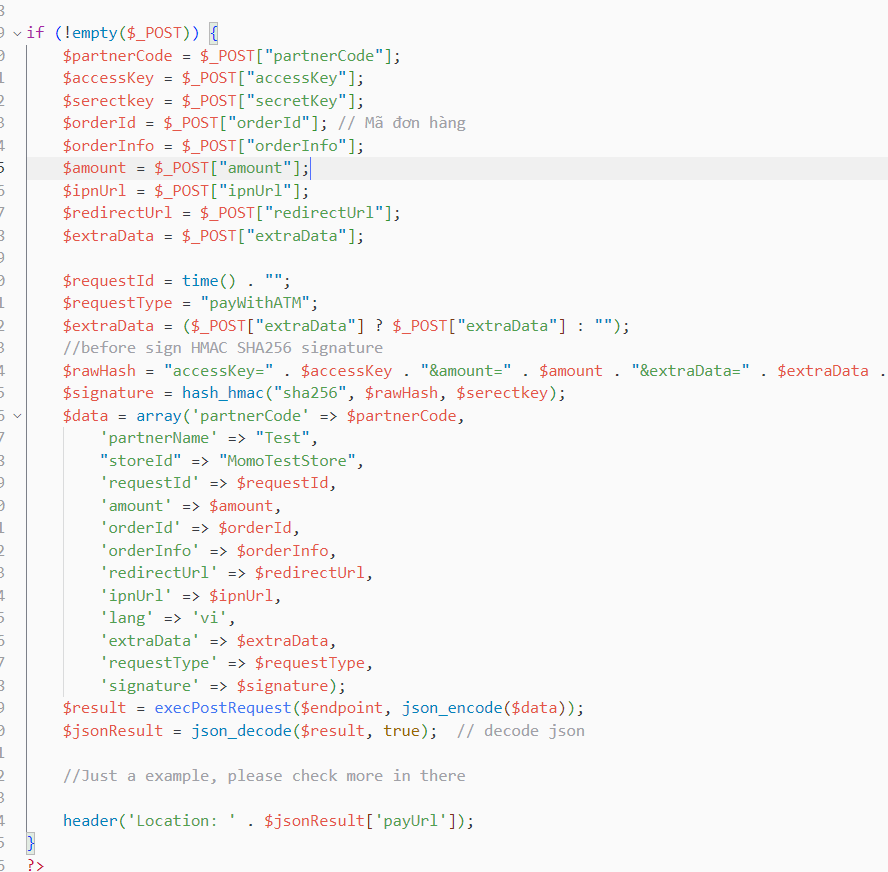 if (!empty($_POST)) {
$partnerCode = $_POST["partnerCode"];
$accessKey = $_POST["accessKey"];
$serectkey = $_POST["secretKey"];
$orderId = $_POST["orderId"]; // Mã đơn hàng
$orderInfo = $_POST["orderInfo"];
$amount = $_POST["amount"];
$ipnUrl = $_POST["ipnUrl"];
$redirectUrl = $_POST["redirectUrl"];
$extraData = $_POST["extraData"];
$requestId = time() . "";
$requestType = "payWithATM";
$extraData = ($_POST["extraData"] ? $_POST["extraData"] : "");
//before sign HMAC SHA256 signature
$rawHash = "accessKey=" . $accessKey . "&amount=" . $amount . "&extraData=" . $extraData .
$signature = hash_hmac("sha256", $rawHash, $serectkey);
$data = array('partnerCode' => $partnerCode,
'partnerName' => "Test",
"storeId" => "MomoTestStore",
'requestId' => $requestId,
'amount' => $amount,
'orderId' => $orderId,
'orderInfo' => $orderInfo,
'redirectUrl' => $redirectUrl,
'ipnUrl' => $ipnUrl,
'lang' => 'vi',
'extraData' => $extraData,
'requestType' => $requestType,
'signature' => $signature);
$result = execPostRequest($endpoint, json_encode($data));
$jsonResult = json_decode($result, true);  // decode json
//Just a example, please check more in there
header('Location: ' . $jsonResult['payUrl']);
}
?>